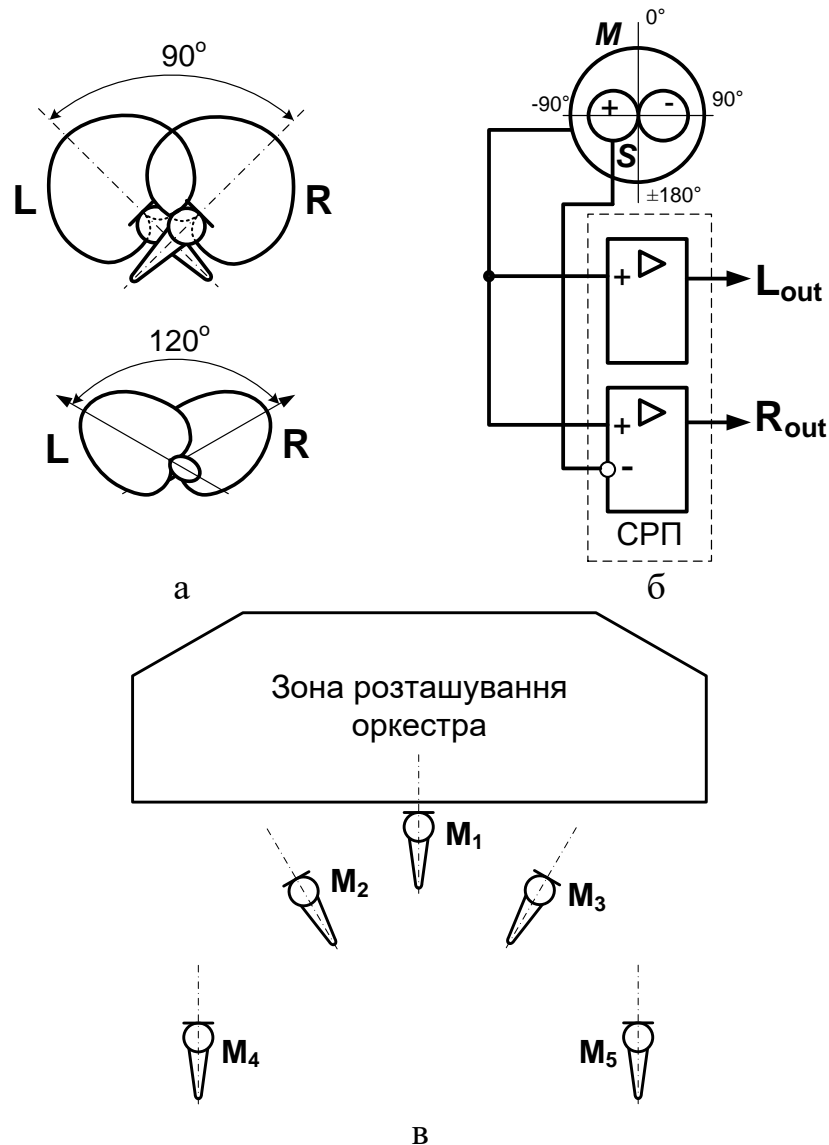 90°
L
R
120°
L
R
а
M
0°
-90°
90°
+
-
S
±180°
+
L_out
+
-
R_out
СРП
б
Зона розташування
оркестра
M₁
M₂
M₃
M₄
M₅
в